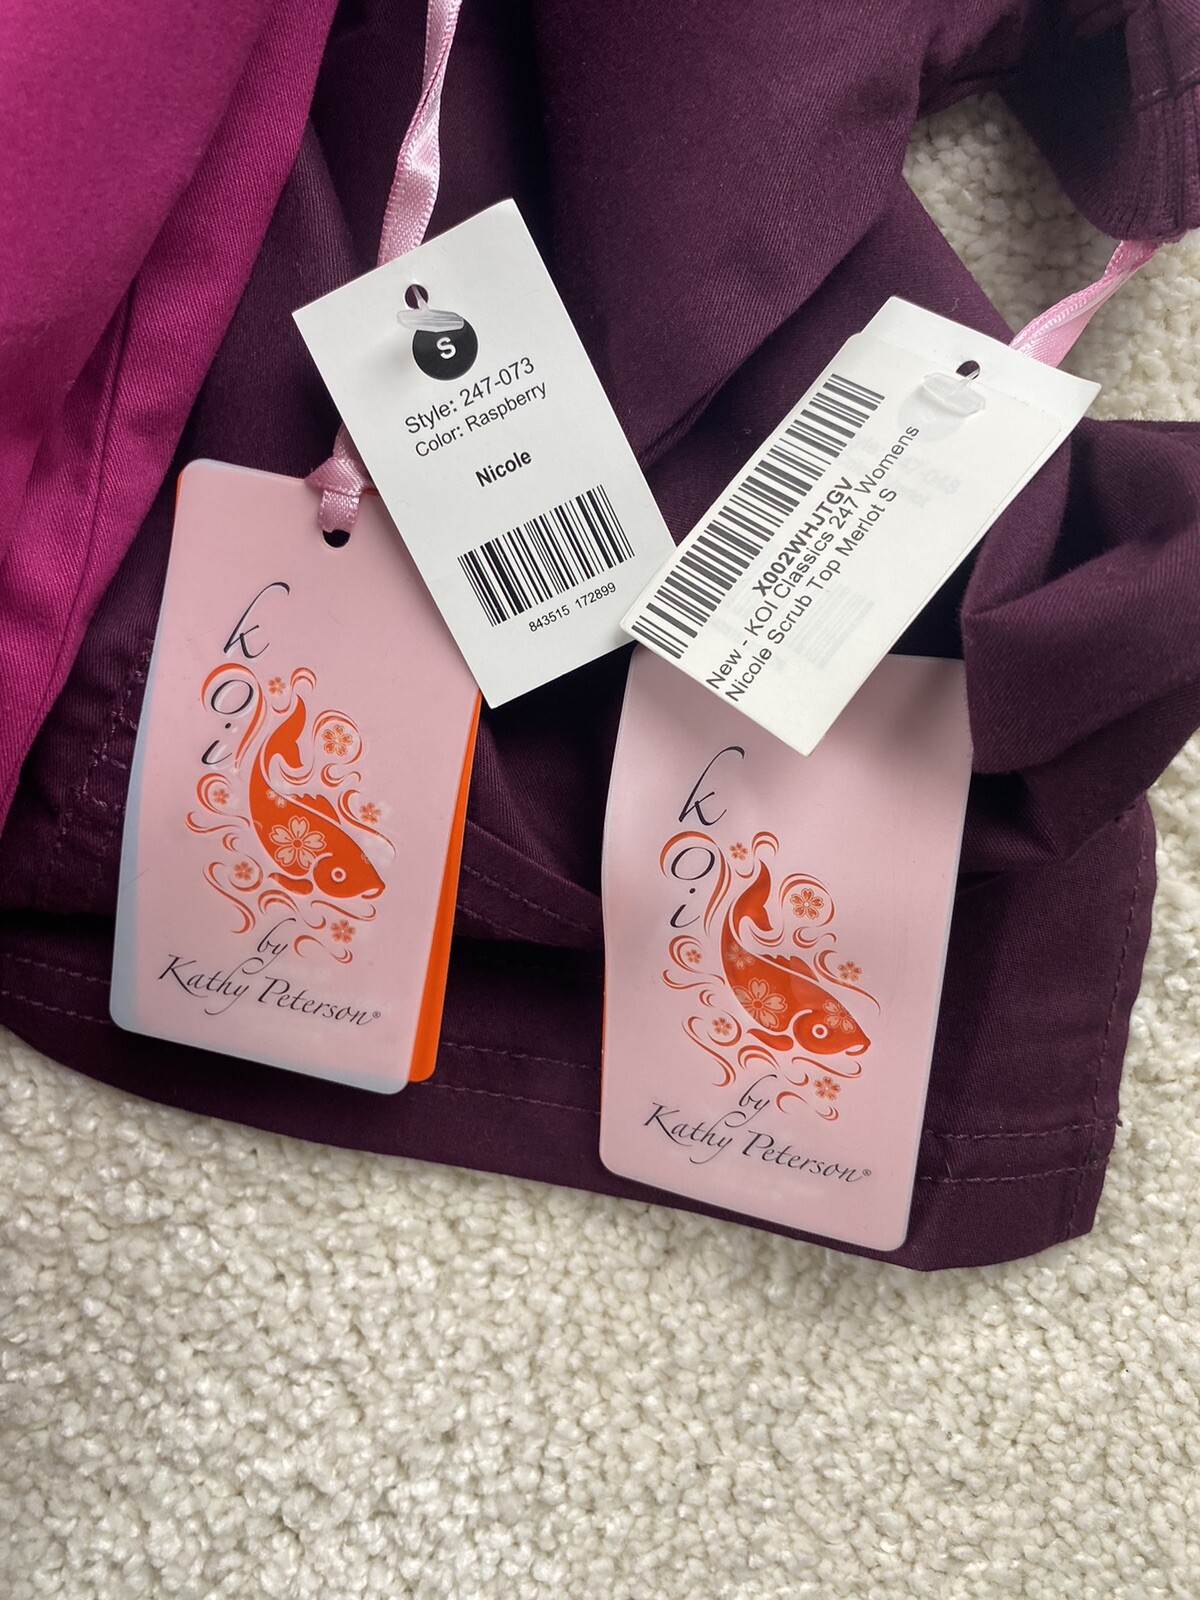 S
Style: 247-073
Color: Raspberry
Nicole
843515 172899
X002WHJTGV
New - KOI Classics 247 Womens
Nicole Scrub Top Merlot S
koi
by
Kathy Peterson®
koi
by
Kathy Peterson®